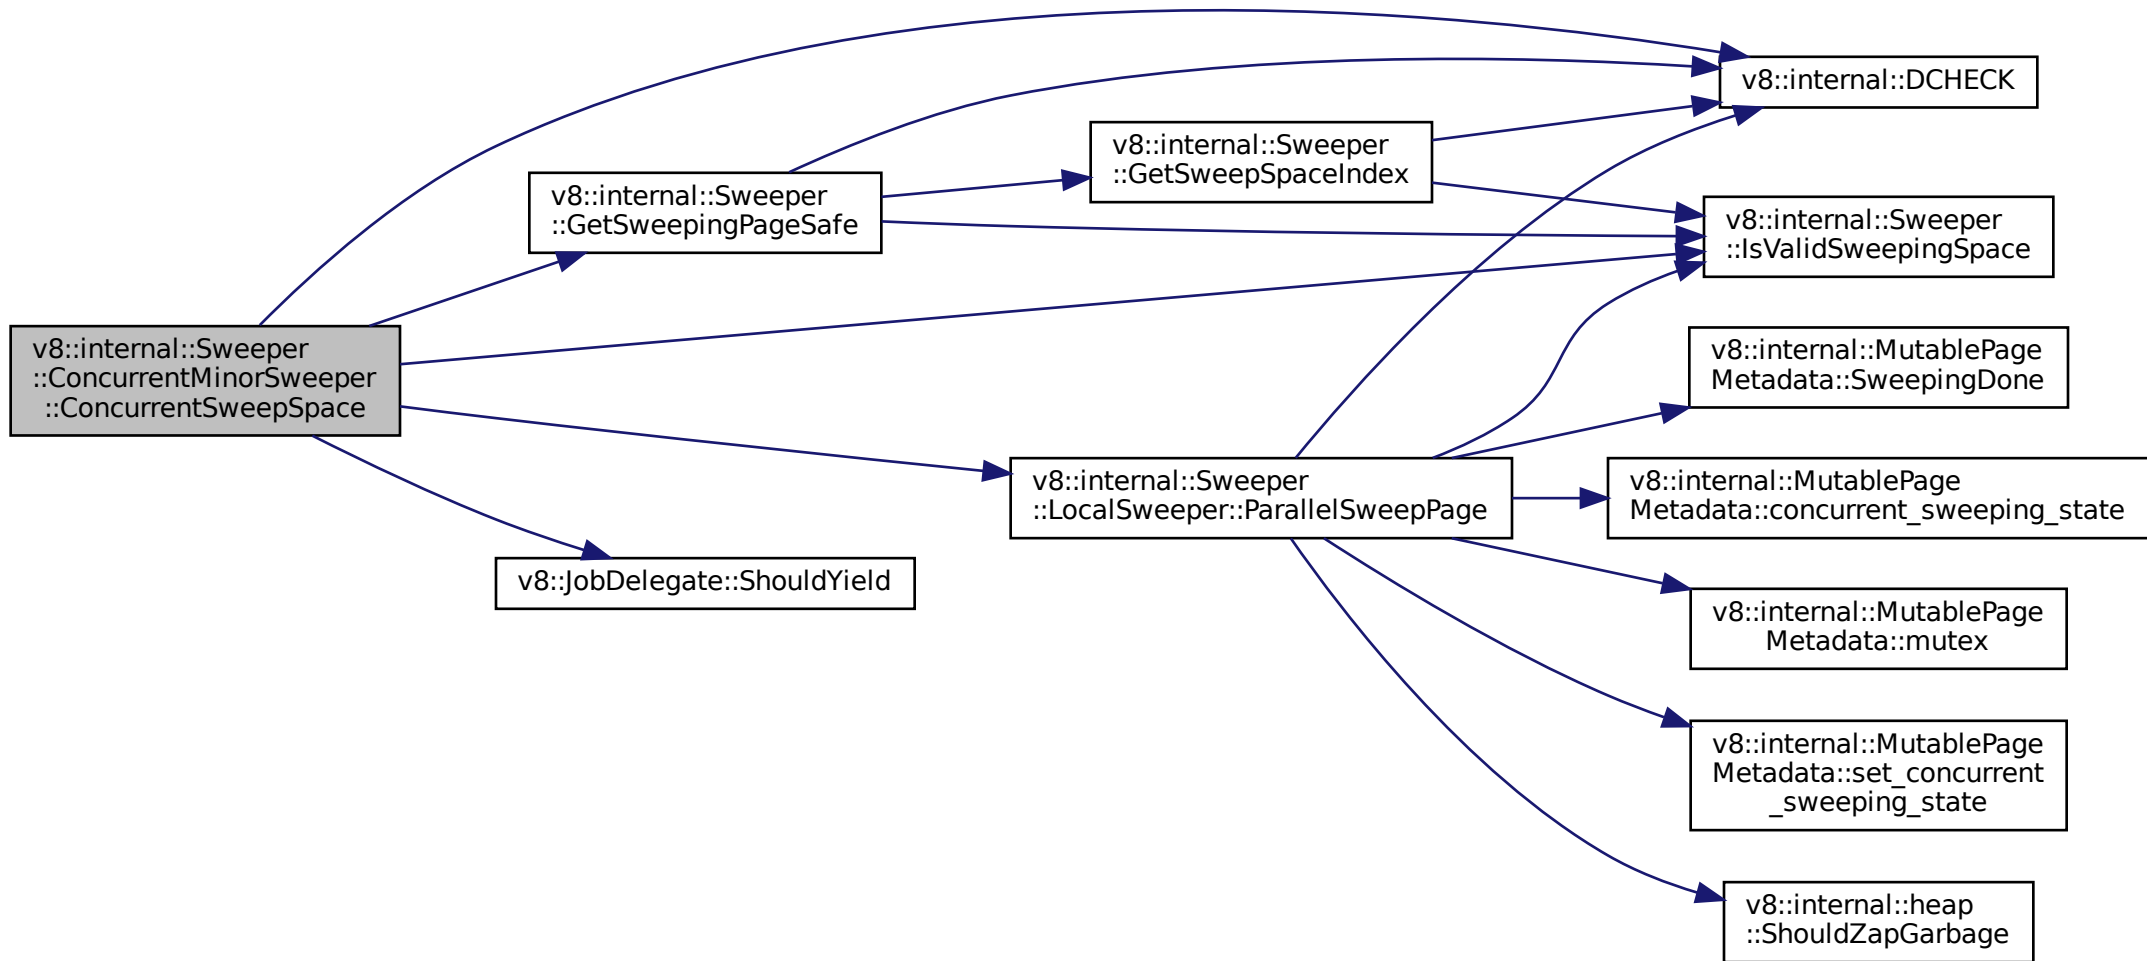 v8::internal::DCHECK
v8::internal::Sweeper
::GetSweepSpaceIndex
v8::internal::Sweeper
::GetSweepingPageSafe
v8::internal::Sweeper
::IsValidSweepingSpace
v8::internal::Sweeper
::ConcurrentMinorSweeper
::ConcurrentSweepSpace
v8::internal::MutablePage
Metadata::SweepingDone
v8::internal::Sweeper
::LocalSweeper::ParallelSweepPage
v8::internal::MutablePage
Metadata::concurrent_sweeping_state
v8::JobDelegate::ShouldYield
v8::internal::MutablePage
Metadata::mutex
v8::internal::MutablePage
Metadata::set_concurrent
_sweeping_state
v8::internal::heap
::ShouldZapGarbage